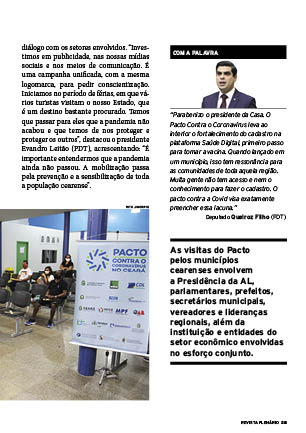 diálogo com os setores envolvidos. "Inves-
timos em publicidade, nas nossas mídias
sociais e nos meios de comunicação. É
uma campanha unificada, com a mesma
logomarca, para pedir conscientização.
Iniciamos no período de férias, em que vá-
rios turistas visitam o nosso Estado, que
é um destino bastante procurado. Temos
que passar para eles que a pandemia não
acabou e que temos de nos proteger e
proteger os outros", destacou o presidente
Evandro Leitão (PDT), acrescentando: "É
importante entendermos que a pandemia
ainda não passou. A mobilização passa
pela prevenção e a sensibilização de toda
a população cearense".
COM A PALAVRA
"Parabenizo o presidente da Casa. O
Pacto Contra o Coronavírus leva ao
interior o fortalecimento do cadastro na
plataforma Saúde Digital, primeiro passo
para tomar a vacina. Quando lançado em
um município, isso tem ressonância para
as comunidades de toda aquela região.
Muita gente não tem acesso e nem o
conhecimento para fazer o cadastro. O
pacto contra a Covid visa exatamente
preencher essa lacuna."
Deputado Queiroz Filho (PDT)
As visitas do Pacto
pelos municípios
cearenses envolvem
a Presidência da AL,
parlamentares, prefeitos,
secretários municipais,
vereadores e lideranças
regionais, além da
instituição e entidades do
setor econômico envolvidas
no esforço conjunto.
PACTO
CONTRA O
CORONAVÍRUS
NO CEARÁ
CDL
MPF
REVISTA PLENÁRIO